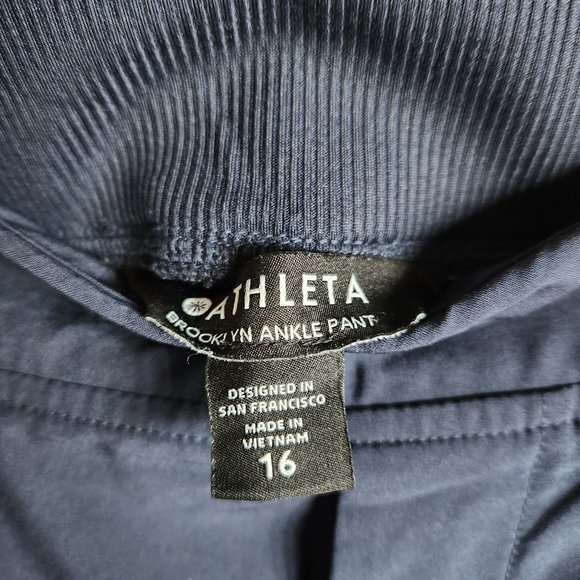 ATHLETA
BROOKLYN ANKLE PANT
DESIGNED IN
SAN FRANCISCO
MADE IN
VIETNAM
16